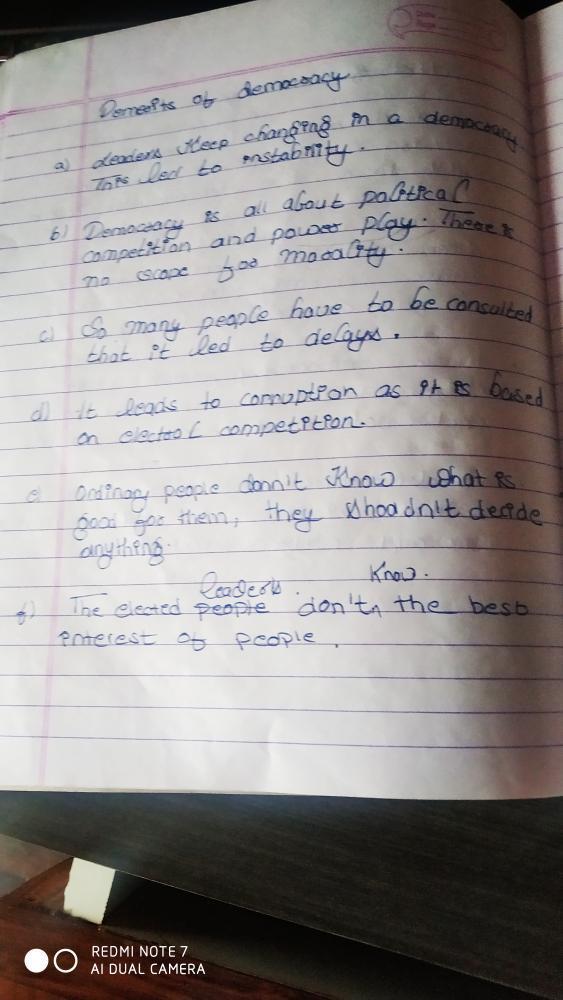 Demerits of democracy
a) leaders keep changing in a democracy.
This led to instability.
b) Democracy is all about political
competition and power play. There is
no scope for morality.
c) So many people have to be consulted
that it led to delays.
d) It leads to corruption as it is based
on electoral competition.
e) Ordinary people donn't know what is
good for them, they shoudn't decide
anything.
leaders. Know.
f) The elected people don't, the best
interest of people.
REDMI NOTE 7
AI DUAL CAMERA